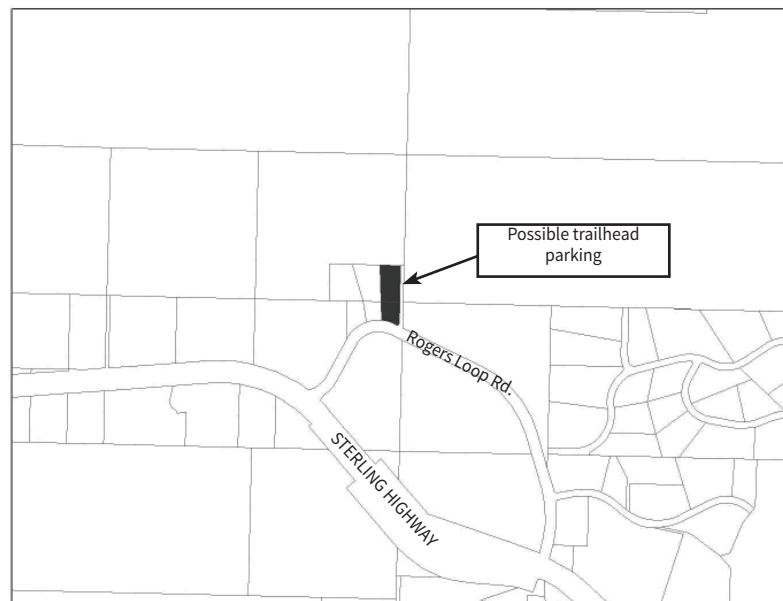 Possible trailhead
parking
Rogers Loop Rd.
STERLING HIGHWAY